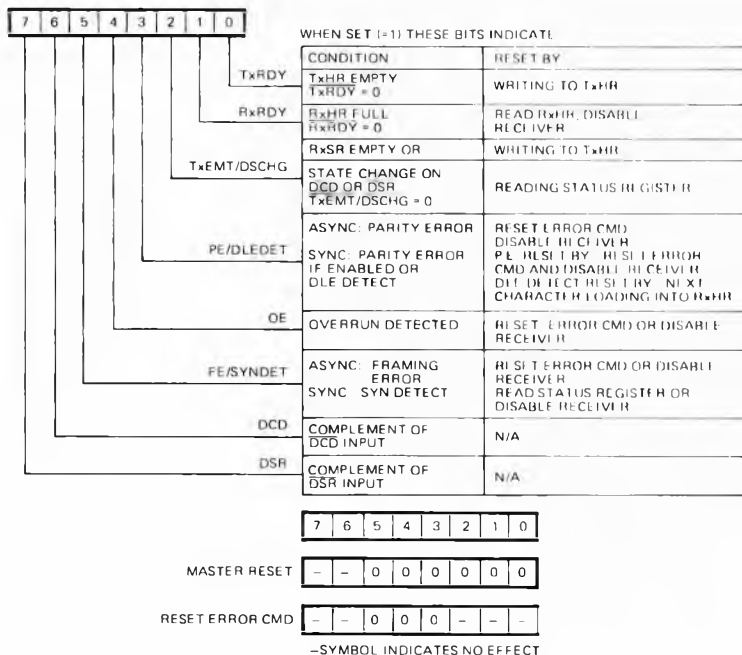 7 6 5 4 3 2 1 0
WHEN SET (=1) THESE BITS INDICATE
CONDITION RESET BY
TxRDY TxHR EMPTY WRITING TO TxHR
TxRDY = 0
RxRDY RxHR FULL READ RxHR, DISABLE
RxRDY = 0 RECEIVER
RxSR EMPTY OR WRITING TO TxHR
TxEMT/DSCHG STATE CHANGE ON
DCD OR DSR READING STATUS REGISTER
TxEMT/DSCHG = 0
ASYNC: PARITY ERROR RESET ERROR CMD
DISABLE RECEIVER
PE/DLEDET SYNC: PARITY ERROR PE RESET BY RESET ERROR
IF ENABLED OR CMD AND DISABLE RECEIVER
DLE DETECT DLE DETECT RESET BY NEXT
CHARACTER LOADING INTO RxHR
OE OVERRUN DETECTED RESET ERROR CMD OR DISABLE
RECEIVER
FE/SYNDET ASYNC: FRAMING RESET ERROR CMD OR DISABLE
ERROR RECEIVER
SYNC SYN DETECT READ STATUS REGISTER OR
DISABLE RECEIVER
DCD COMPLEMENT OF N/A
DCD INPUT
DSR COMPLEMENT OF N/A
DSR INPUT
7 6 5 4 3 2 1 0
MASTER RESET - - 0 0 0 0 0 0
RESET ERROR CMD - - 0 0 0 - - -
-SYMBOL INDICATES NO EFFECT